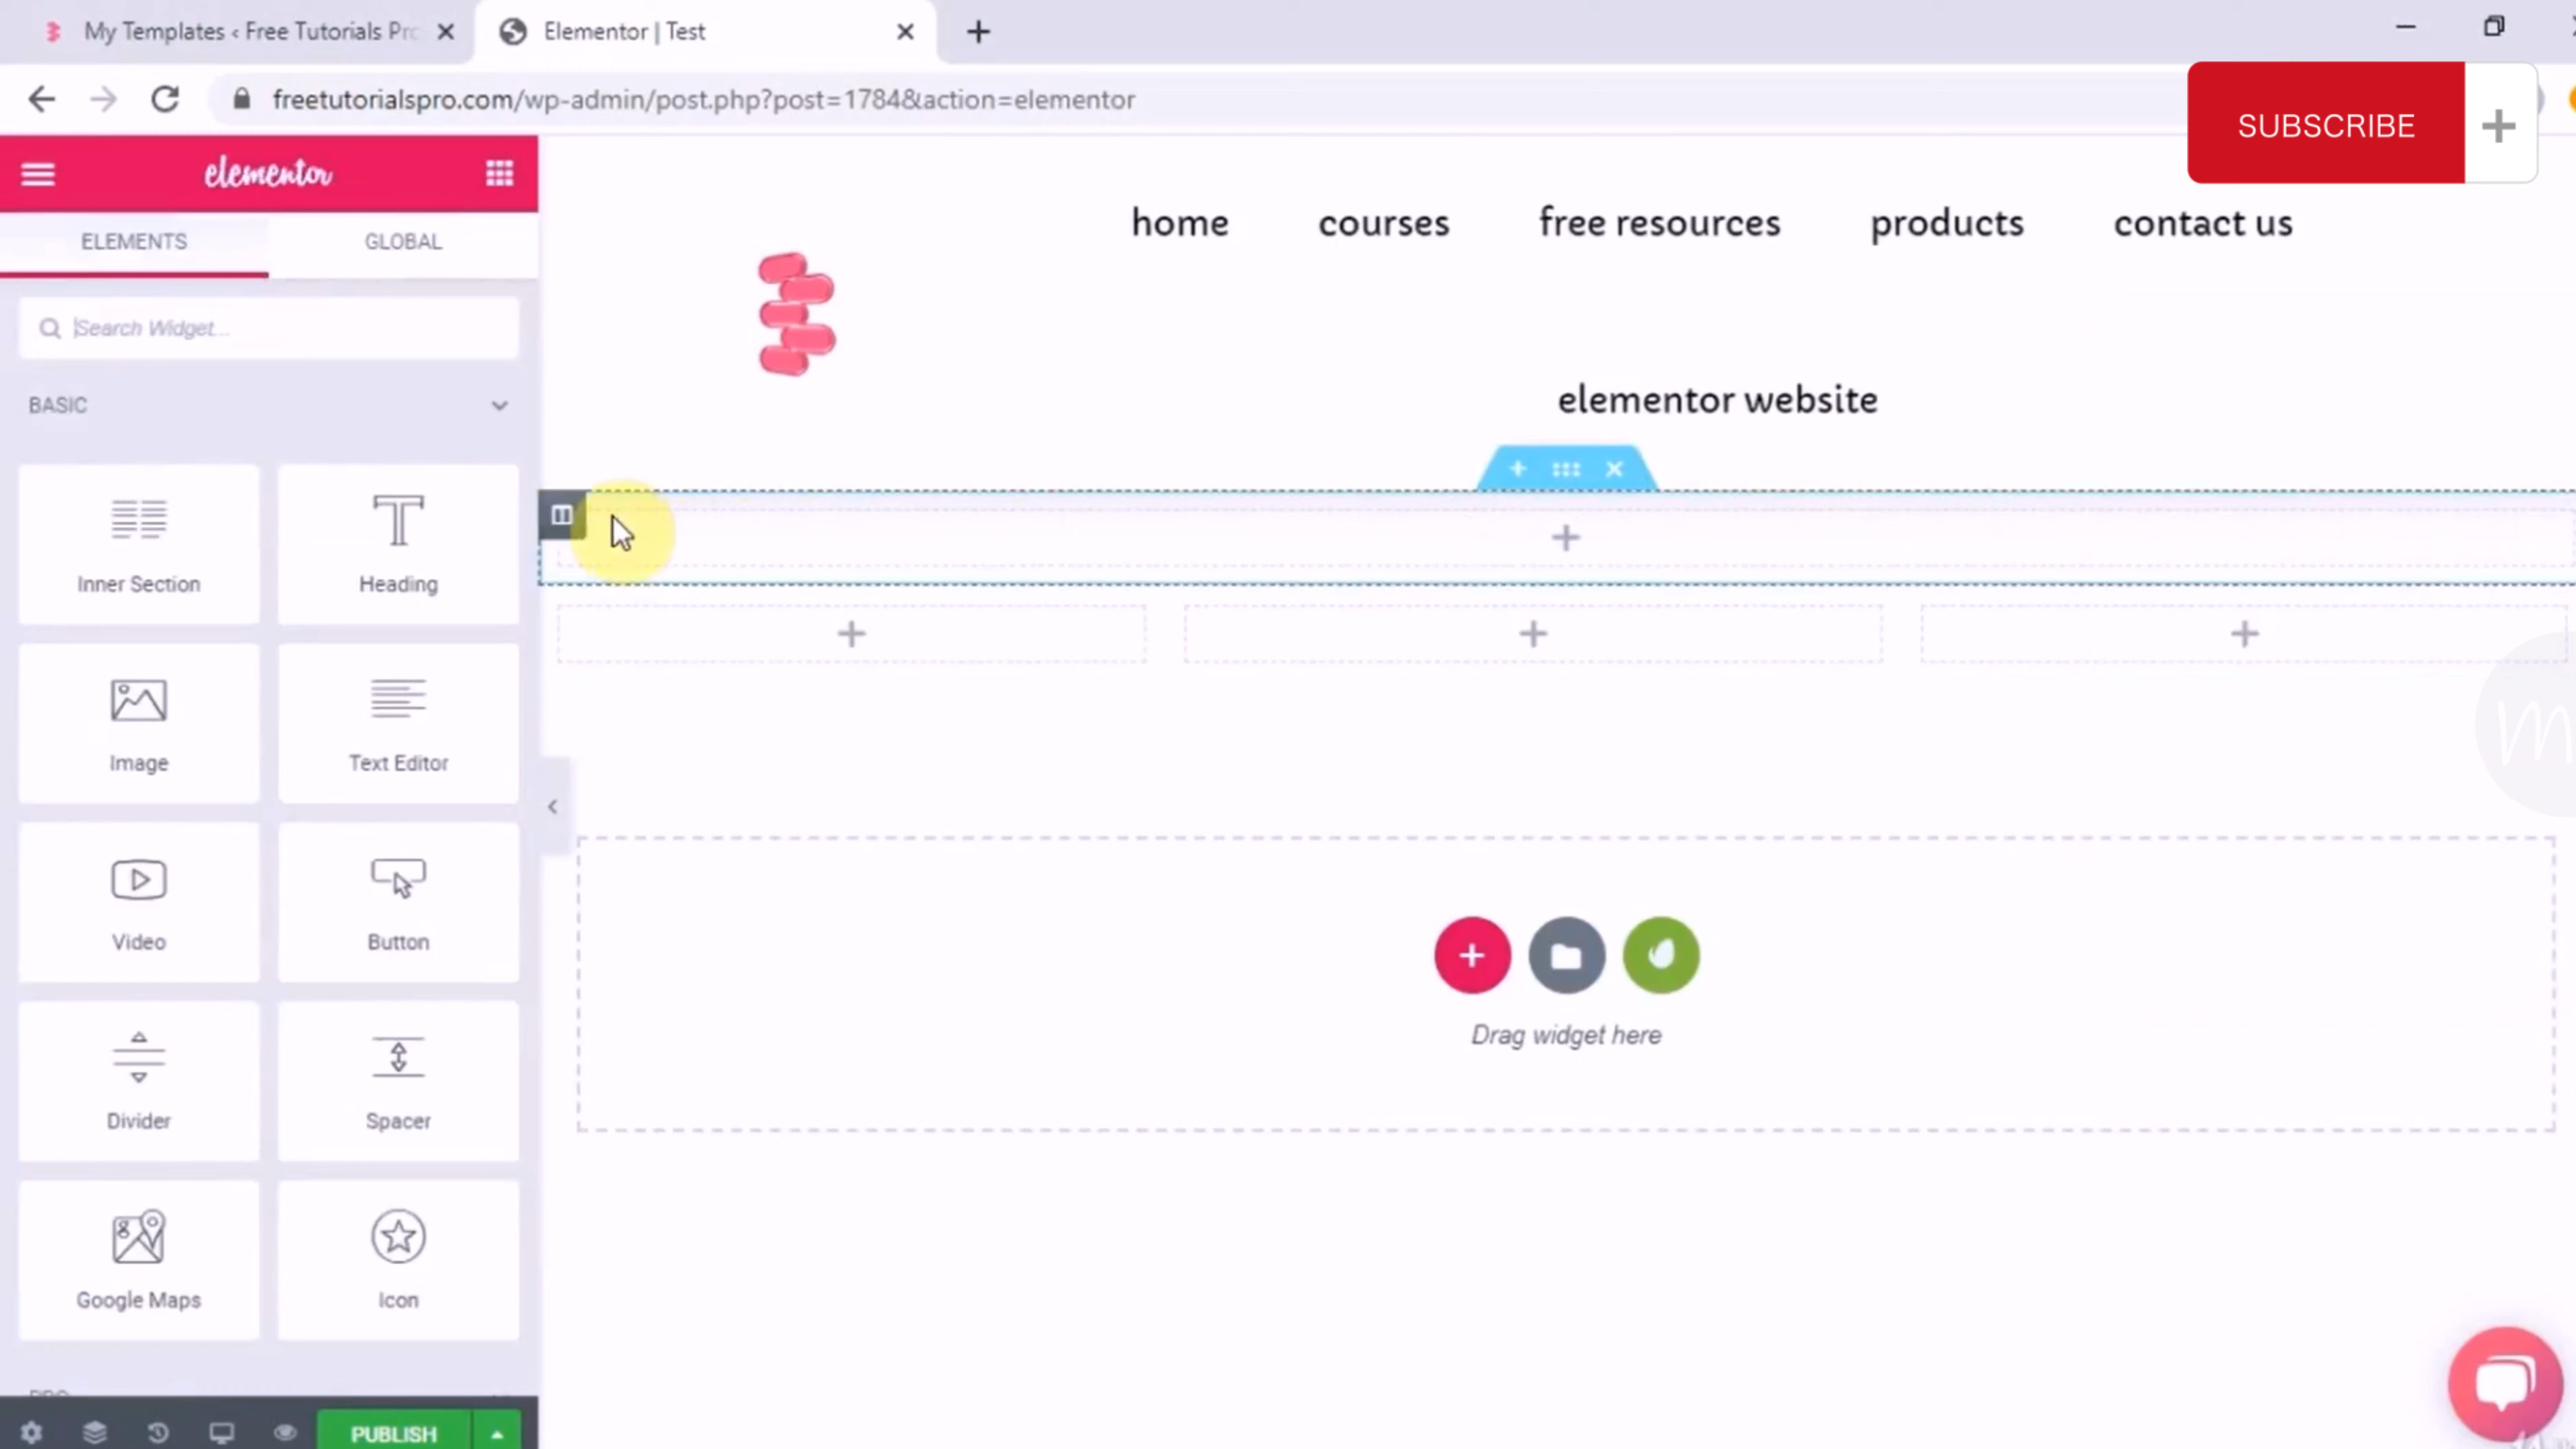 My Templates ‹ Free Tutorials Pro
Elementor | Test
freetutorialspro.com/wp-admin/post.php?post=1784&action=elementor
SUBSCRIBE
elementor
ELEMENTS
GLOBAL
home
courses
free resources
products
contact us
Search Widget...
BASIC
elementor website
Inner Section
Heading
Image
Text Editor
Video
Button
Drag widget here
Divider
Spacer
Google Maps
Icon
PRO
PUBLISH